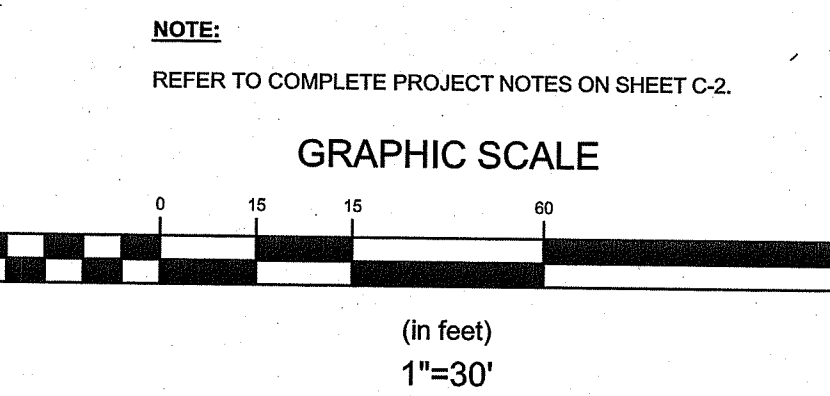 NOTE:
REFER TO COMPLETE PROJECT NOTES ON SHEET C-2.
GRAPHIC SCALE
0 15 15 60
(in feet)
1"=30'